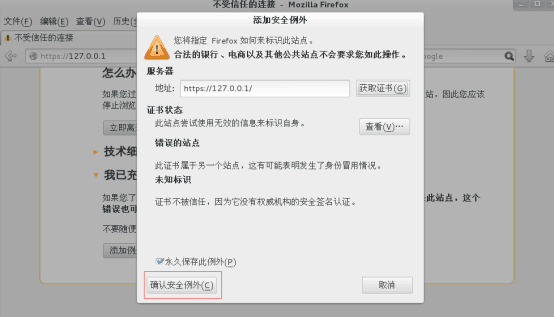 不受信任的连接 - Mozilla Firefox
文件(F) 编辑(E) 查看(V) 历史(S)
不受信任的连接
https://127.0.0.1
oogle
添加安全例外
您将指定 Firefox 如何来标识此站点。
合法的银行、电商以及其他公共站点不会要求您如此操作。
服务器
地址: https://127.0.0.1/ 获取证书(G)
证书状态
此站点尝试使用无效的信息来标识自身。 查看(V)…
错误的站点
此证书属于另一个站点，这有可能表明发生了身份冒用情况。
未知标识
证书不被信任，因为它没有权威机构的安全签名认证。
永久保存此例外(P)
确认安全例外(C) 取消
怎么办
如果您过
站，因此您应该
停止浏览
立即离
技术细
我已充
如果您了
此站点，这个
错误也可
不要随便
添加例